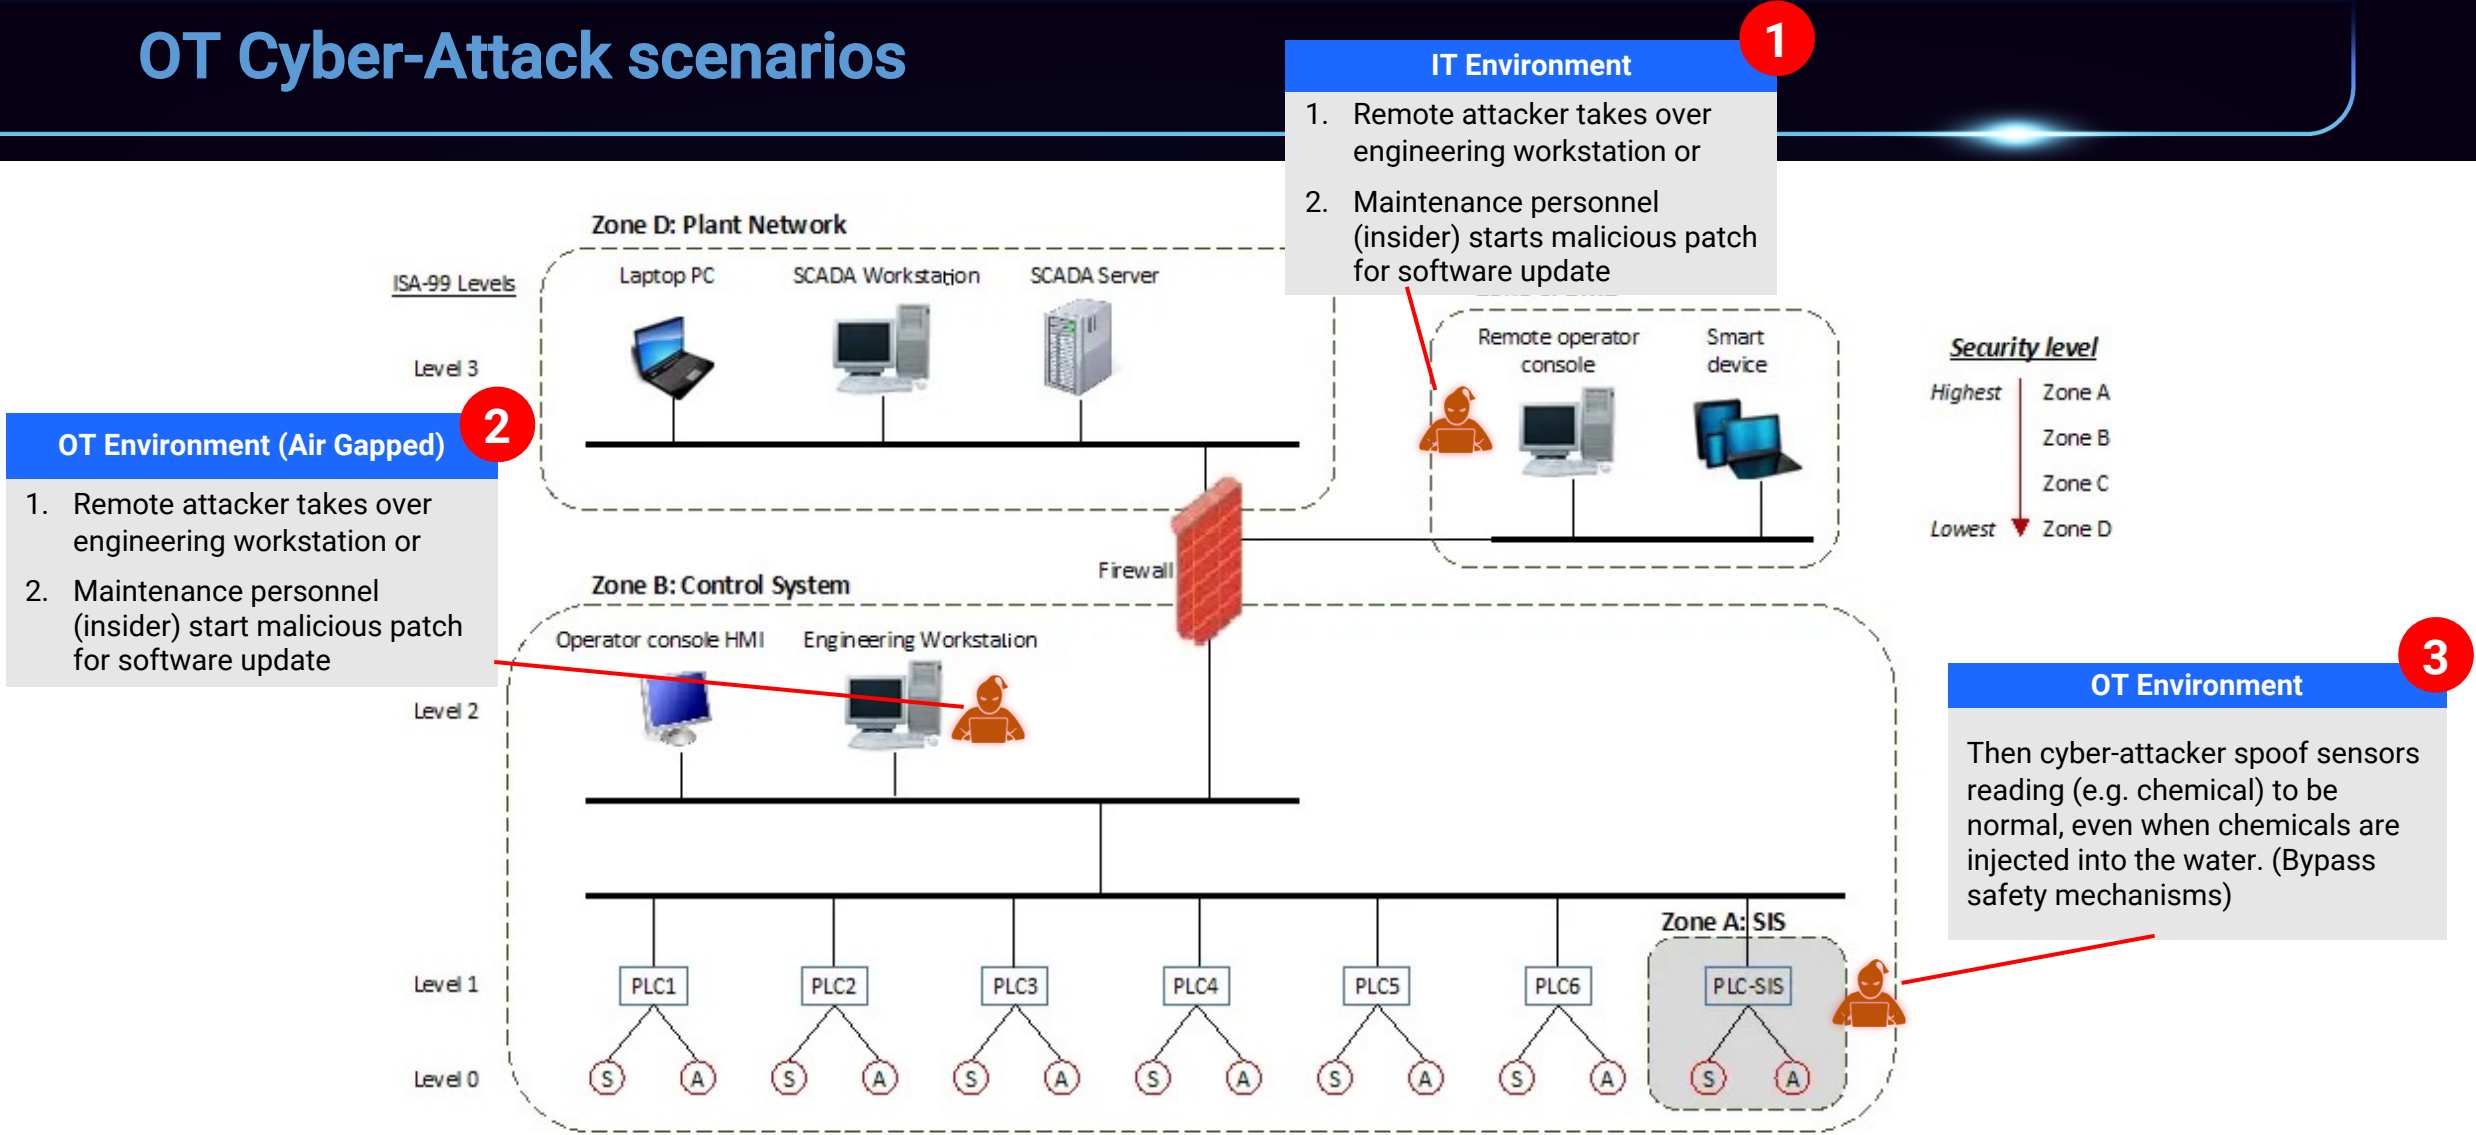 OT Cyber-Attack scenarios
1
IT Environment
1. Remote attacker takes over
engineering workstation or
2. Maintenance personnel
(insider) starts malicious patch
for software update
Zone D: Plant Network
ISA-99 Levels
Laptop PC
SCADA Workstation
SCADA Server
Level 3
Remote operator
console
Smart
device
Security level
Highest
Zone A
Zone B
Zone C
Lowest
Zone D
2
OT Environment (Air Gapped)
1. Remote attacker takes over
engineering workstation or
2. Maintenance personnel
(insider) start malicious patch
for software update
Firewall
Zone B: Control System
Operator console HMI
Engineering Workstation
Level 2
3
OT Environment
Then cyber-attacker spoof sensors
reading (e.g. chemical) to be
normal, even when chemicals are
injected into the water. (Bypass
safety mechanisms)
Zone A: SIS
Level 1
PLC1
PLC2
PLC3
PLC4
PLC5
PLC6
PLC-SIS
Level 0
S
A
S
A
S
A
S
A
S
A
S
A
S
A